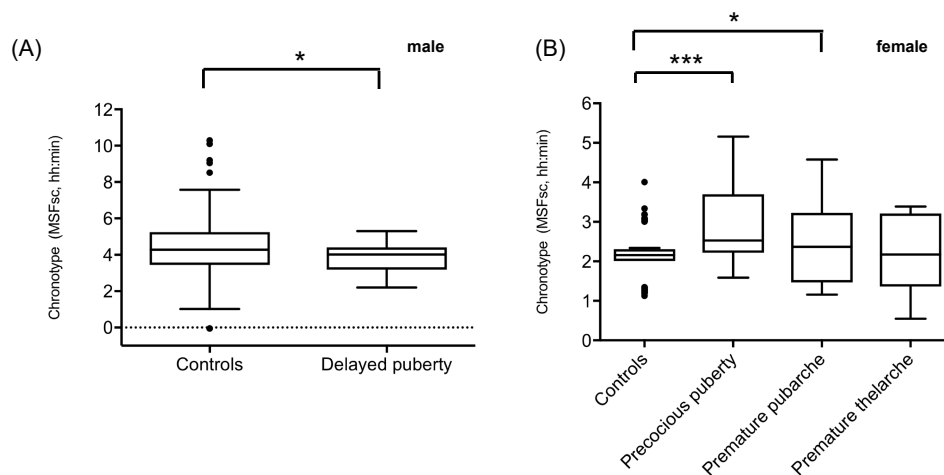 (A)
male
*
Chronotype (MSFsc, hh:min)
12
10
8
6
4
2
0
Controls
Delayed puberty
(B)
female
*
***
Chronotype (MSFsc, hh:min)
6
5
4
3
2
1
0
Controls
Precocious puberty
Premature pubarche
Premature thelarche